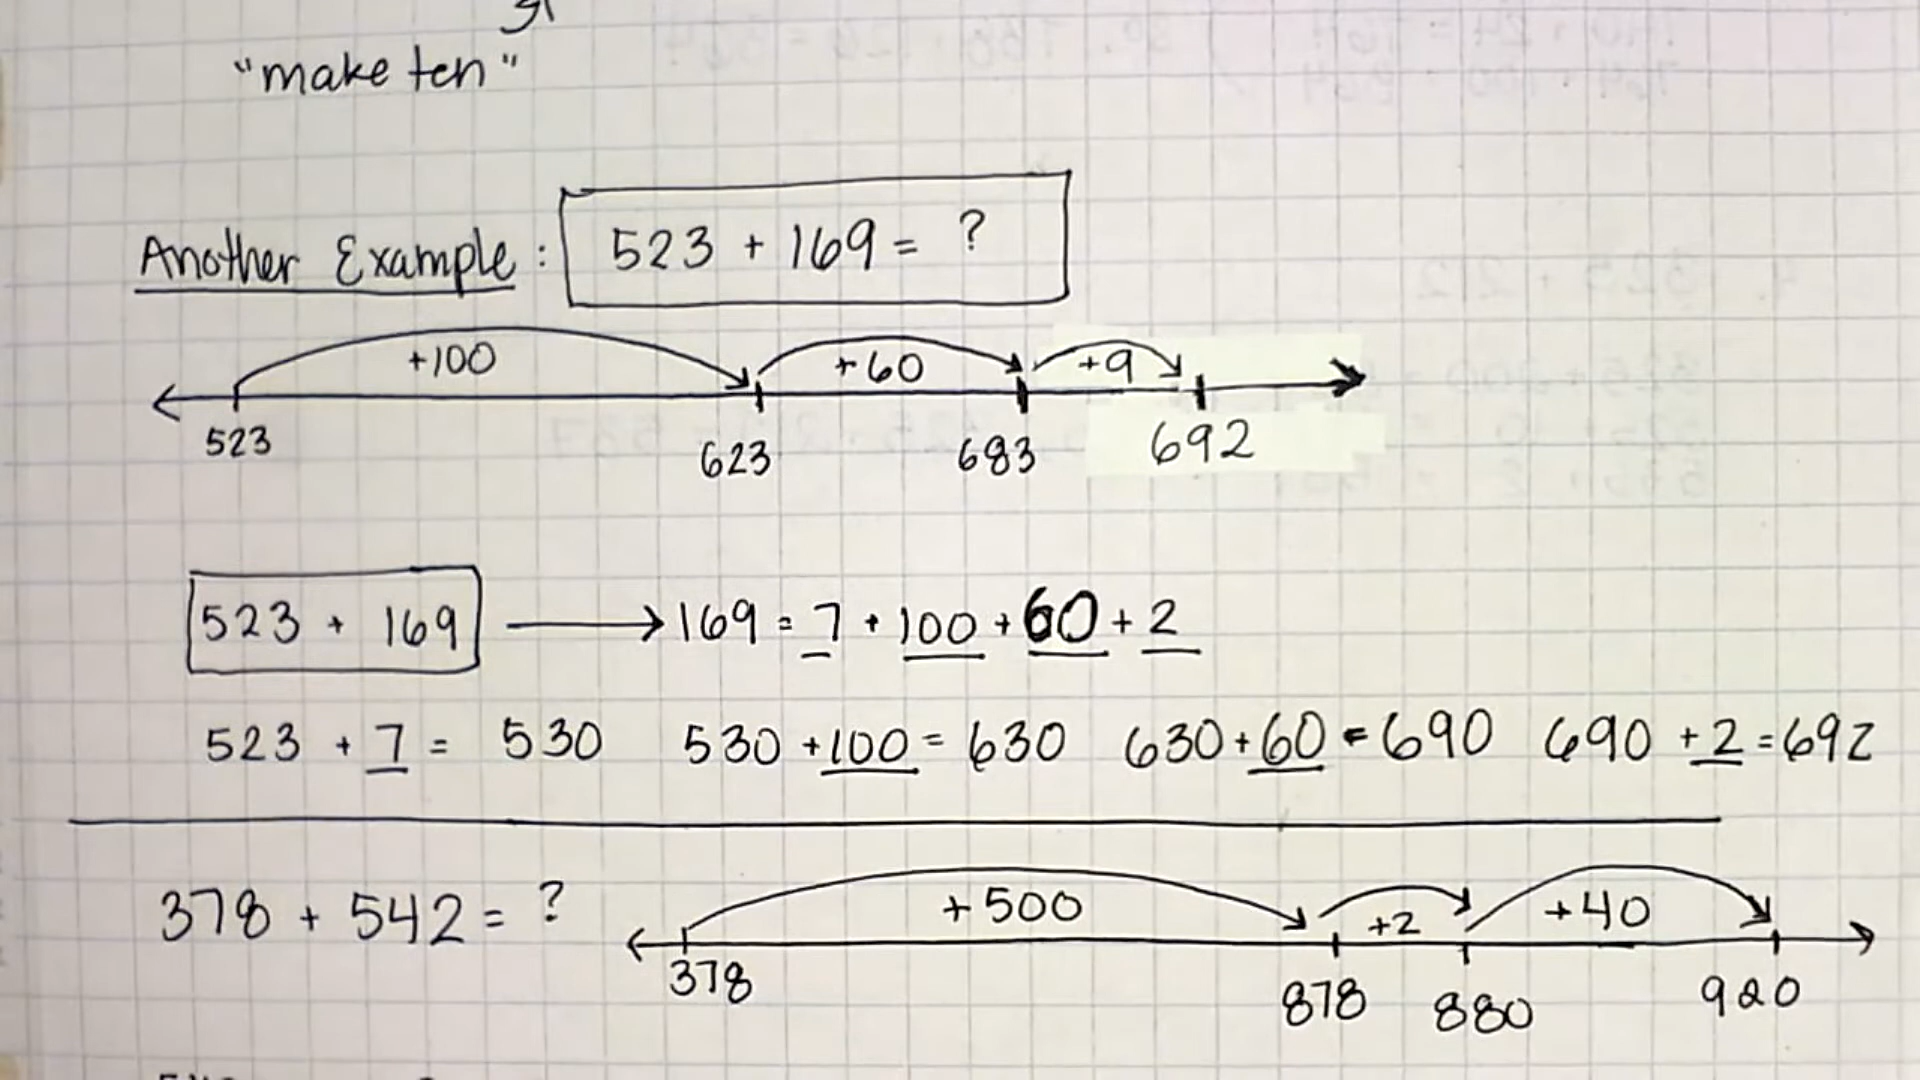 "make ten"
Another Example : 523 + 169 = ?
+100 +60 +9
523 623 683 692
523 + 169 → 169 = 7 + 100 + 60 + 2
523 + 7 = 530 530 + 100 = 630 630 + 60 = 690 690 + 2 = 692
378 + 542 = ?
+500 +2 +40
378 878 880 920